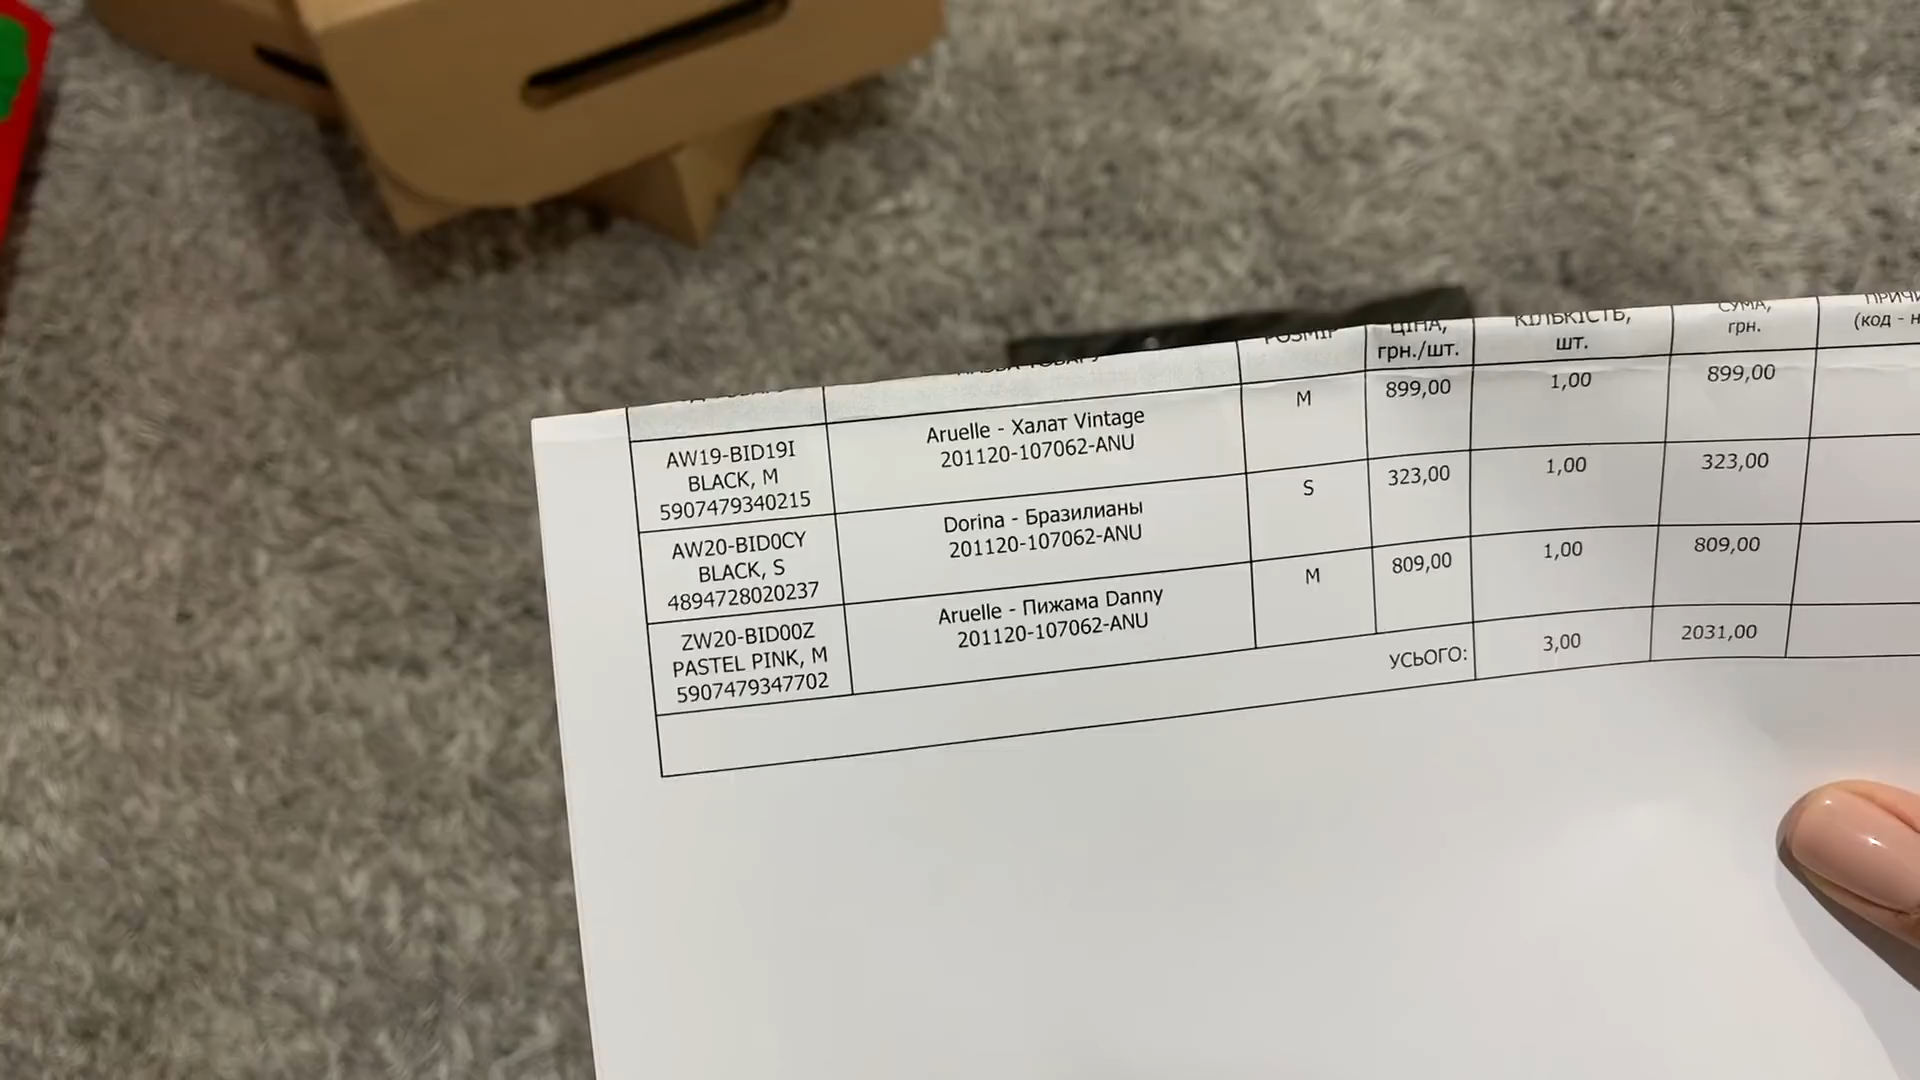 РОЗМІР
ЦІНА,
грн./шт.
КІЛЬКІСТЬ,
шт.
СУМА,
грн.
(код - н
AW19-BID19I
BLACK, M
5907479340215
Aruelle - Халат Vintage
201120-107062-ANU
M
899,00
1,00
899,00
AW20-BID0CY
BLACK, S
4894728020237
Dorina - Бразилианы
201120-107062-ANU
S
323,00
1,00
323,00
ZW20-BID00Z
PASTEL PINK, M
5907479347702
Aruelle - Пижама Danny
201120-107062-ANU
M
809,00
1,00
809,00
УСЬОГО:
3,00
2031,00